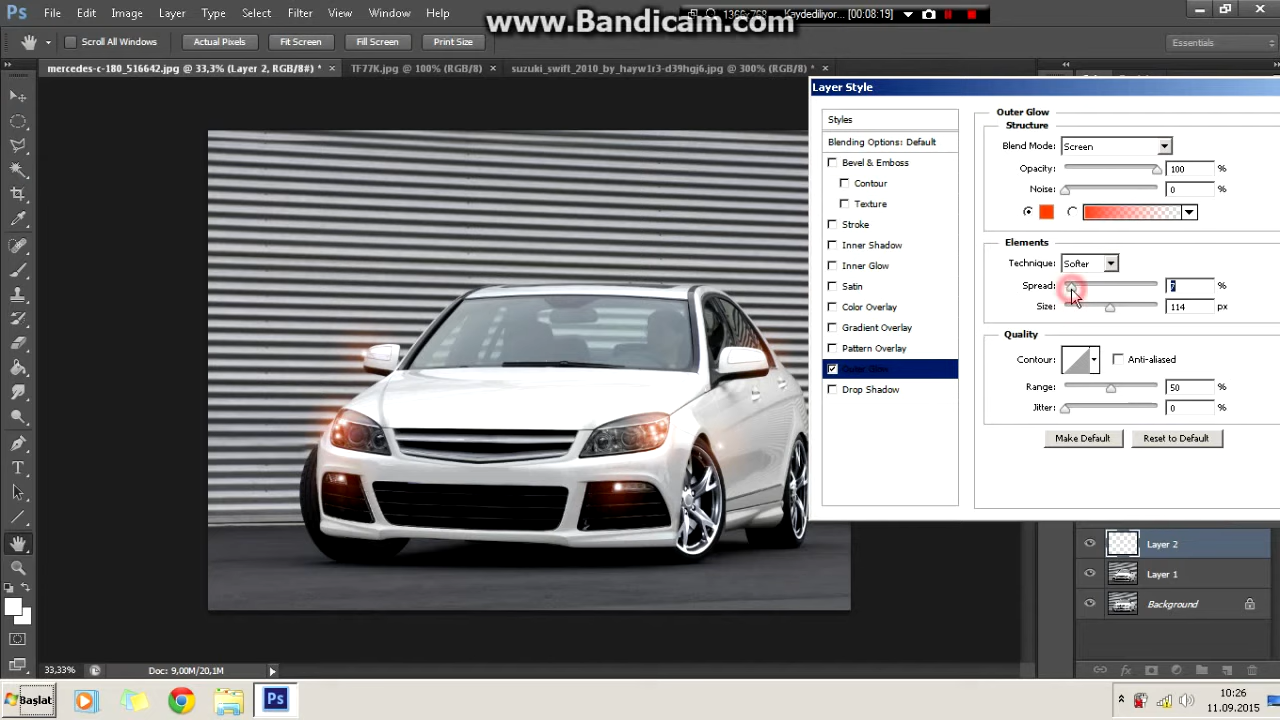 www.Bandicam.com
1366x768 Kaydediliyor... [00:08:19]
Ps File Edit Image Layer Type Select Filter 3D View Window Help
Scroll All Windows Actual Pixels Fit Screen Fill Screen Print Size Essentials
mercedes-c-180_516642.jpg @ 33,3% (Layer 2, RGB/8#) * × TF77K.jpg @ 100% (RGB/8) × suzuki_swift_2010_by_hayw1r3-d39hgj6.jpg @ 300% (RGB/8) * ×
Layer Style
Styles
Blending Options: Default
Bevel & Emboss
Contour
Texture
Stroke
Inner Shadow
Inner Glow
Satin
Color Overlay
Gradient Overlay
Pattern Overlay
Outer Glow
Drop Shadow
Outer Glow
Structure
Blend Mode: Screen
Opacity: 100 %
Noise: 0 %
Elements
Technique: Softer
Spread: 7 %
Size: 114 px
Quality
Contour: Anti-aliased
Range: 50 %
Jitter: 0 %
Make Default Reset to Default
Layer 2
Layer 1
Background
33,33% Doc: 9,00M/20,1M
Başlat
10:26
11.09.2015